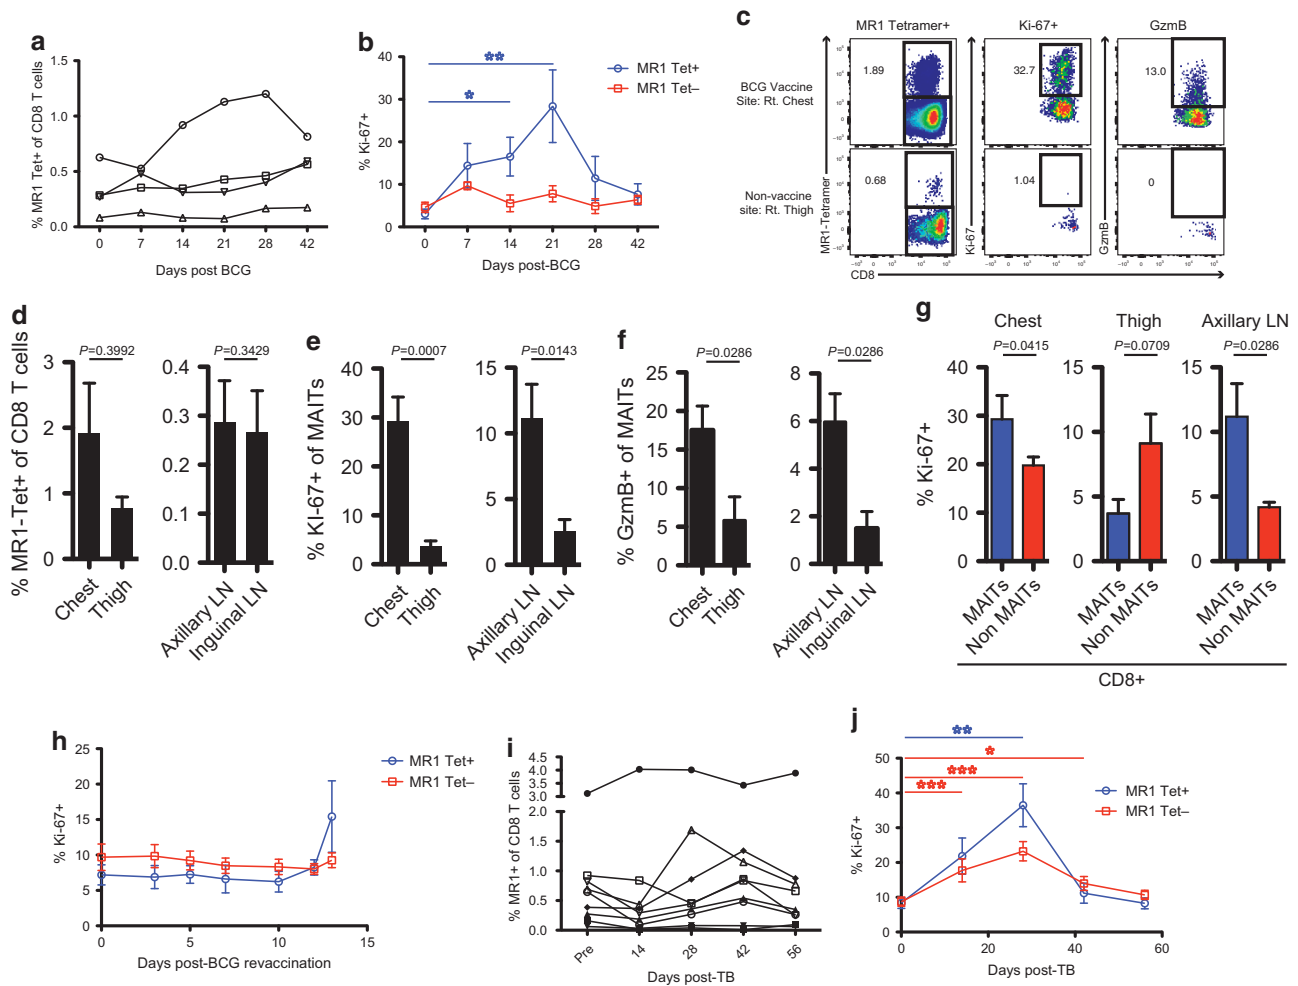 a
% MR1 Tet+ of CD8 T cells
1.5
1.0
0.5
0.0
0 7 14 21 28 42
Days post BCG
b
% Ki-67+
40
30
20
10
0
** 
*
MR1 Tet+
MR1 Tet–
0 7 14 21 28 42
Days post-BCG
c
MR1 Tetramer+ Ki-67+ GzmB
BCG Vaccine
Site: Rt. Chest
1.89 32.7 13.0
Non-vaccine
site: Rt. Thigh
0.68 1.04 0
MR1-Tetramer
Ki-67
GzmB
CD8
d
% MR1-Tet+ of CD8 T cells
P=0.3992
3
2
1
0
Chest
Thigh
P=0.3429
0.4
0.3
0.2
0.1
0.0
Axillary LN
Inguinal LN
e
% KI-67+ of MAITs
P=0.0007
40
30
20
10
0
Chest
Thigh
P=0.0143
15
10
5
0
Axillary LN
Inguinal LN
f
% GzmB+ of MAITs
P=0.0286
25
20
15
10
5
0
Chest
Thigh
P=0.0286
8
6
4
2
0
Axillary LN
Inguinal LN
g
% Ki-67+
Chest
P=0.0415
40
30
20
10
0
MAITs
Non MAITs
Thigh
P=0.0709
15
10
5
0
MAITs
Non MAITs
Axillary LN
P=0.0286
15
10
5
0
MAITs
Non MAITs
CD8+
h
% Ki-67+
25
20
15
10
5
0
MR1 Tet+
MR1 Tet–
0 5 10 15
Days post-BCG revaccination
i
% MR1+ of CD8 T cells
4.5
4.0
3.5
3.0
2.0
1.5
1.0
0.5
0.0
Pre 14 28 42 56
Days post-TB
j
% Ki-67+
50
40
30
20
10
0
**
*
***
***
MR1 Tet+
MR1 Tet–
0 20 40 60
Days post-TB